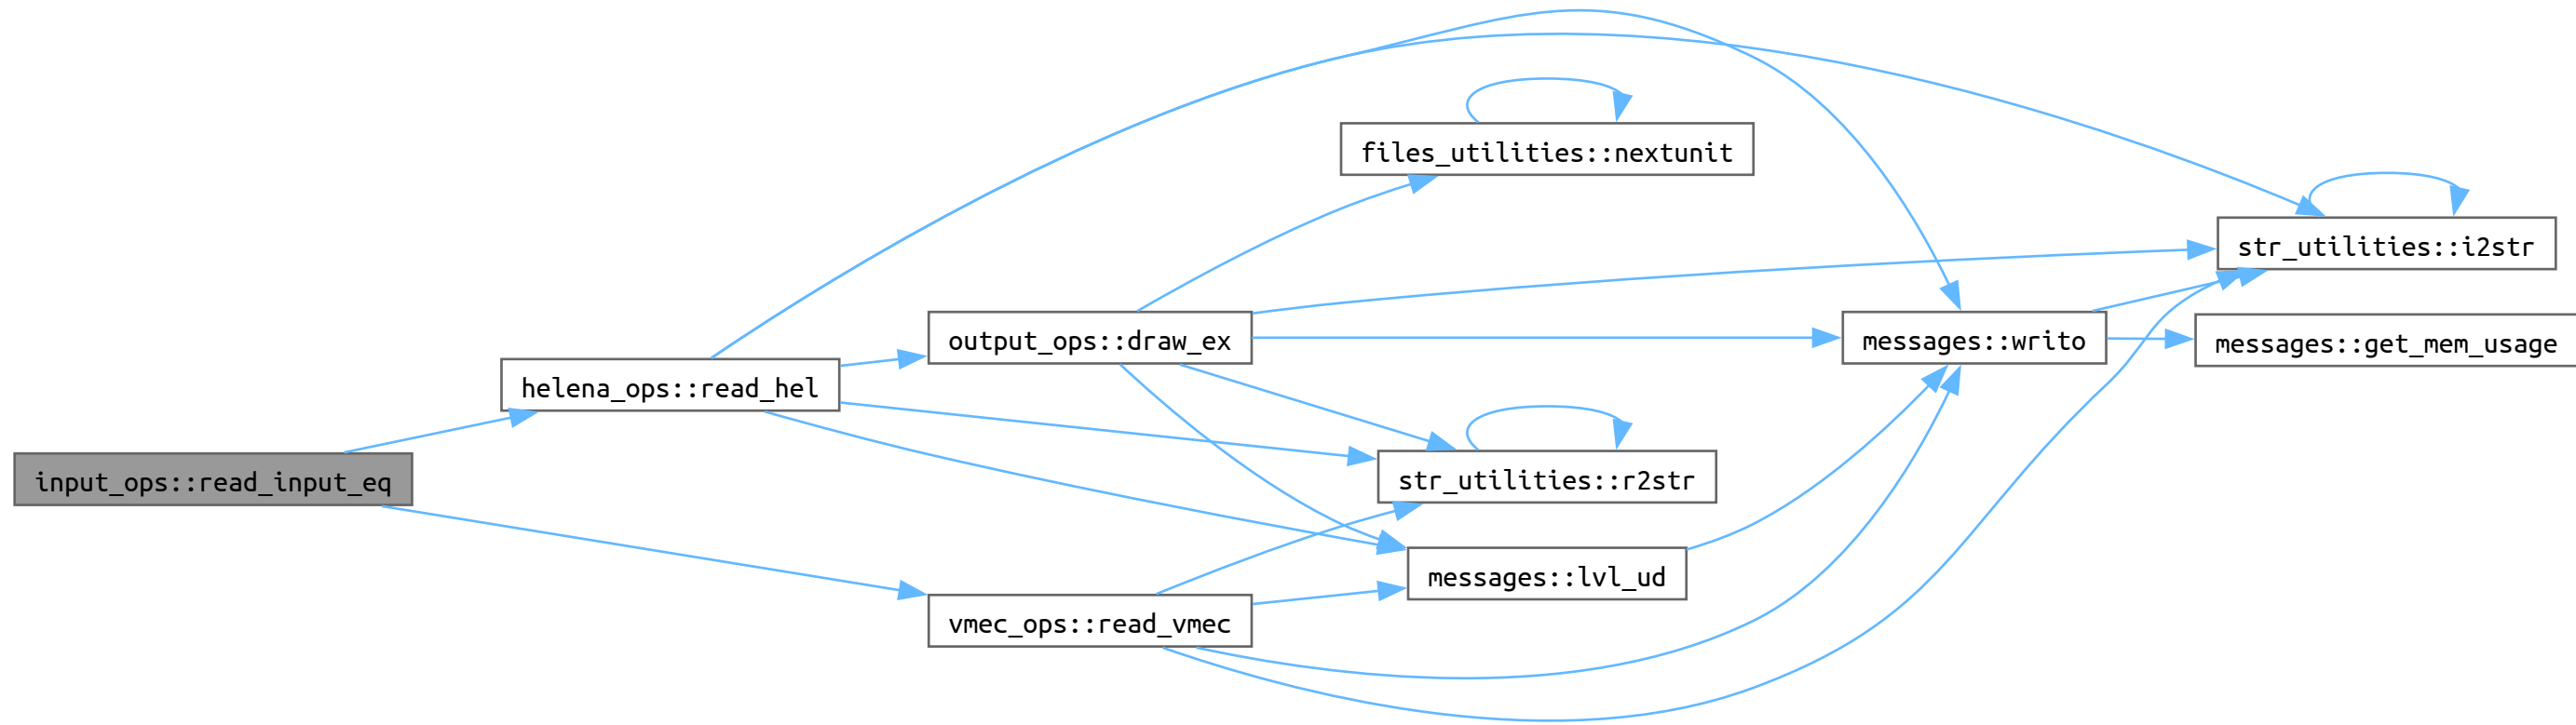 files_utilities::nextunit
str_utilities::i2str
output_ops::draw_ex
messages::writo
messages::get_mem_usage
helena_ops::read_hel
input_ops::read_input_eq
str_utilities::r2str
messages::lvl_ud
vmec_ops::read_vmec